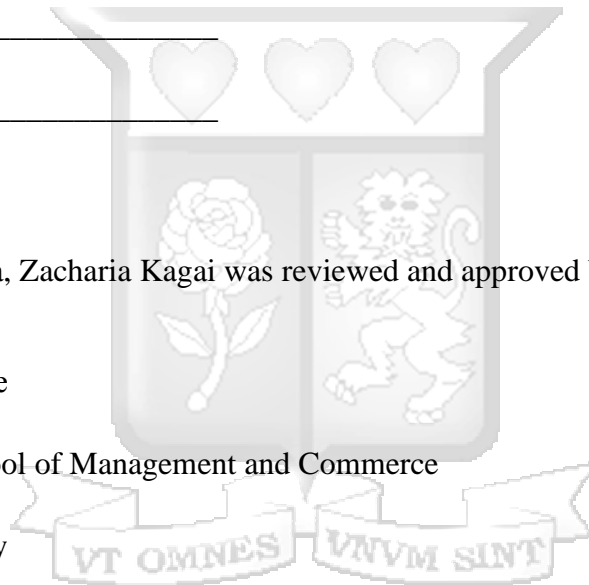 a, Zacharia Kagai was reviewed and approved
e
ol of Management and Commerce
y
VT OMNES VNVM SINT